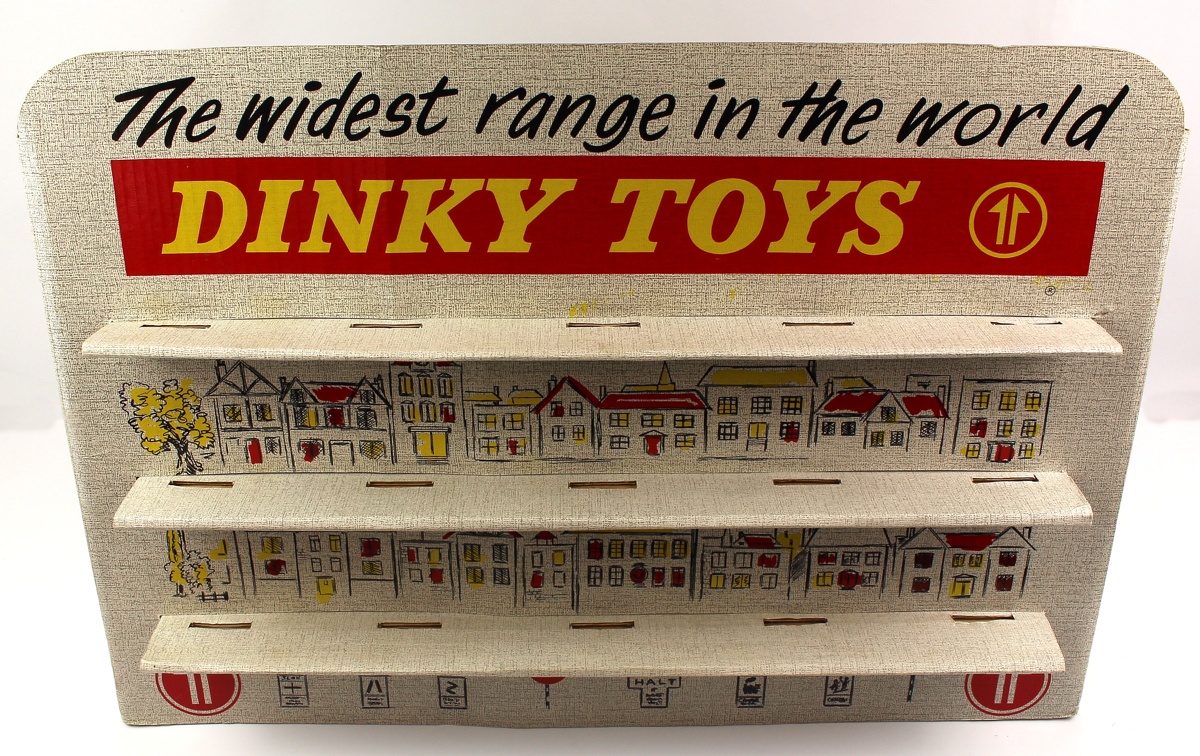 The widest range in the world
DINKY TOYS
®
HALT